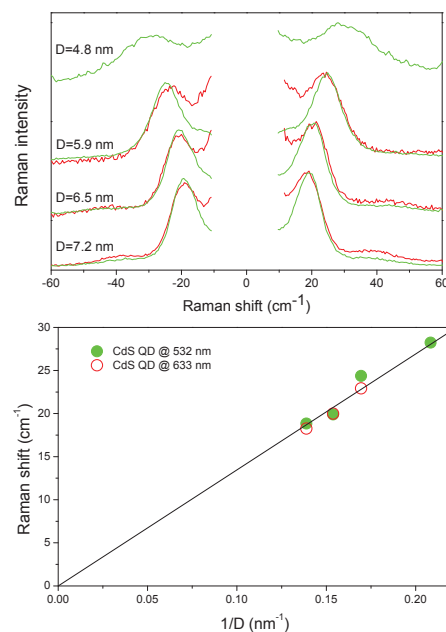 D=4.8 nm
D=5.9 nm
D=6.5 nm
D=7.2 nm
Raman intensity
-60 -40 -20 0 20 40 60
Raman shift (cm-1)
30
25
20
15
10
5
0
CdS QD @ 532 nm
CdS QD @ 633 nm
Raman shift (cm-1)
0.00 0.05 0.10 0.15 0.20
1/D (nm-1)